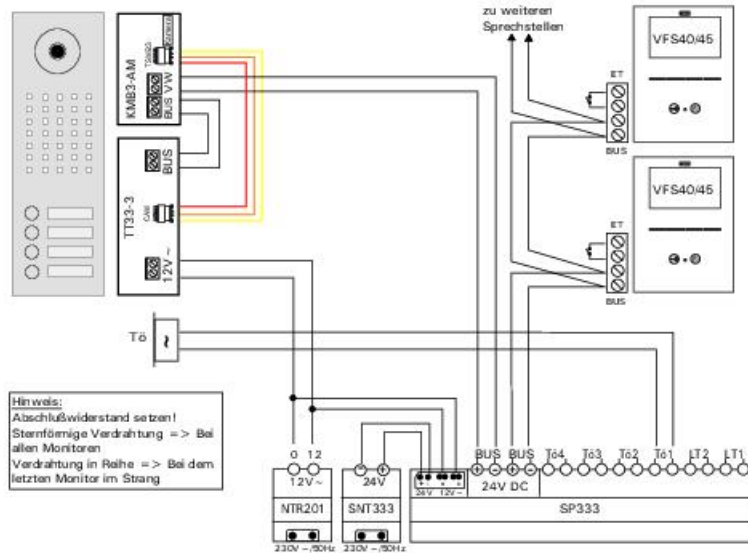 zu weiteren
Sprechstellen
KMB3-AM
TSWB3
BUS VW
VFS40/45
ET
BUS
TT33-3
BUS
CAM
12V ~
VFS40/45
ET
BUS
Tö
~
Hinweis:
Abschlußwiderstand setzen!
Sternförmige Verdrahtung => Bei
allen Monitoren
Verdrahtung in Reihe => Bei dem
letzten Monitor im Strang
0 12
12V~
NTR201
230V ~/50Hz
- +
24V
SNT333
230V ~/50Hz
24V 12V ~
BUS BUS Tö4 Tö3 Tö2 Tö1 LT2 LT1
+ - + -
24V DC
SP333